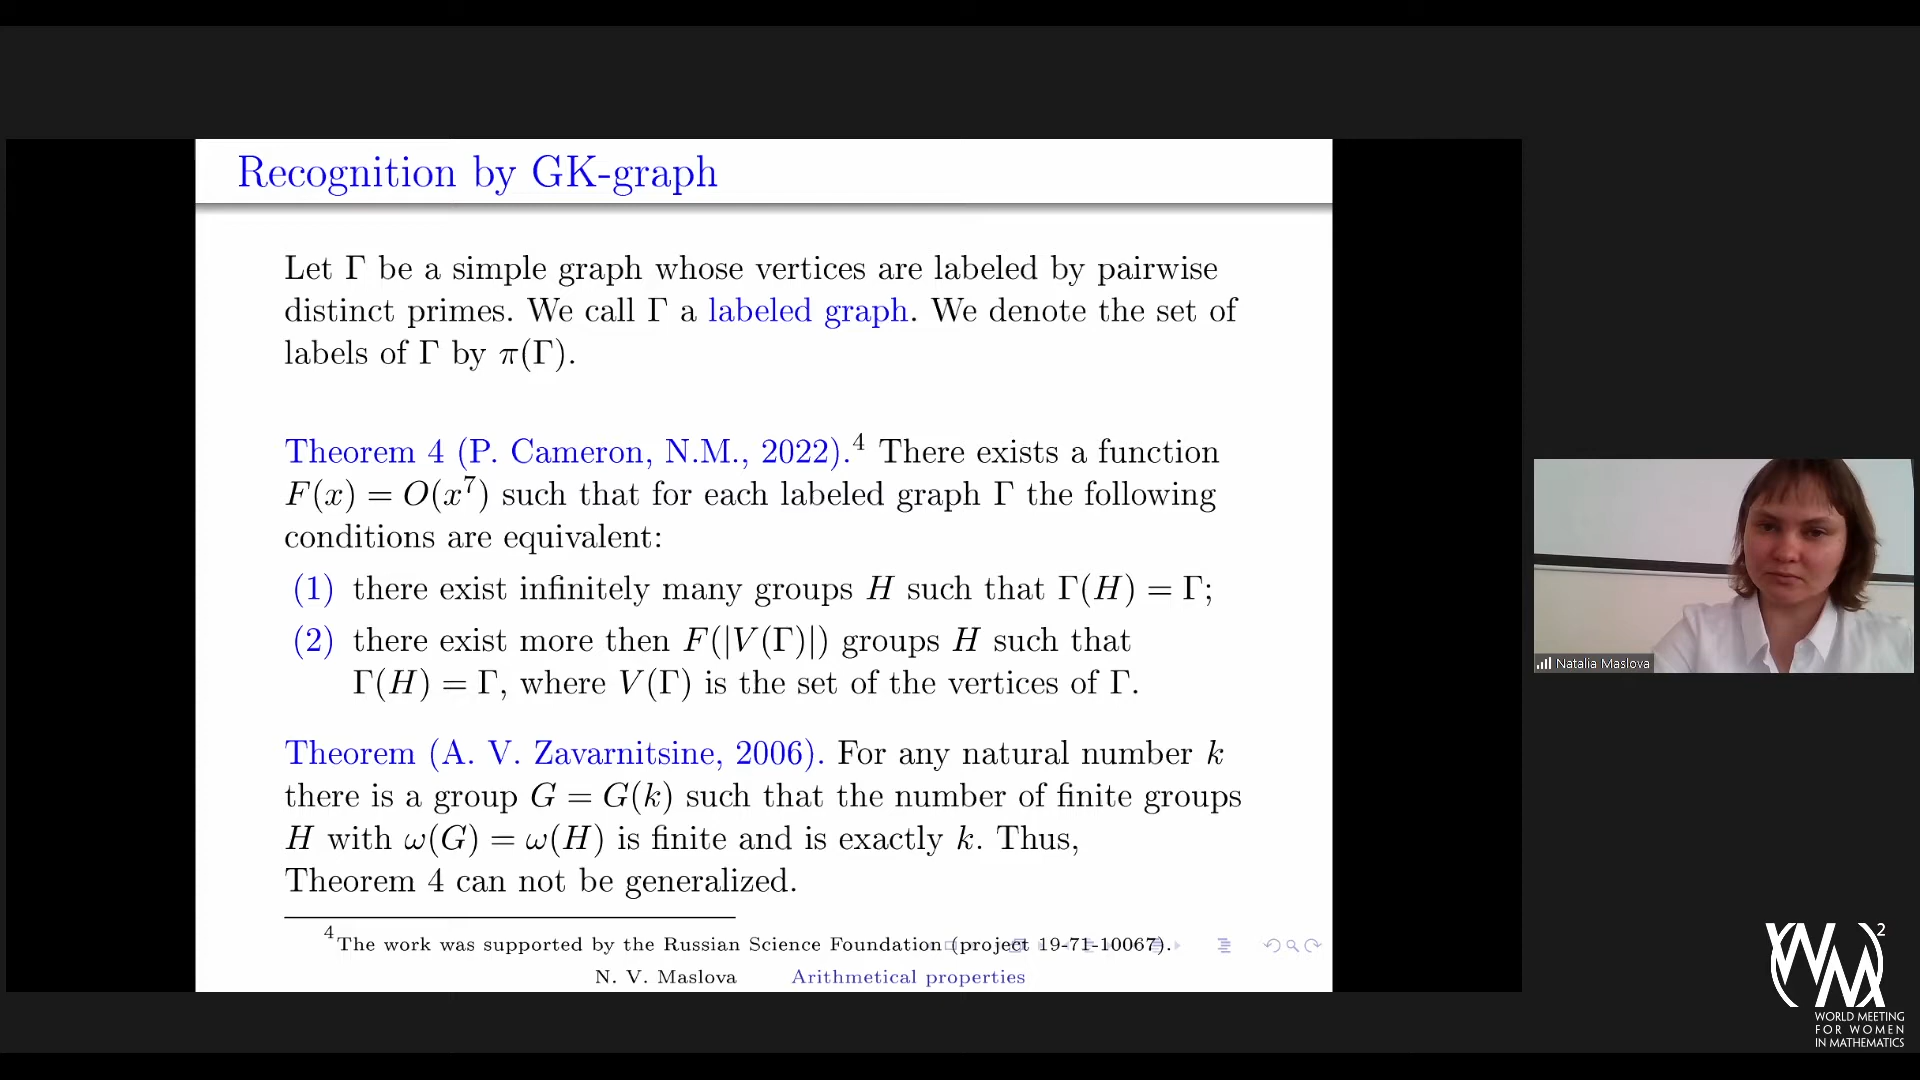 Recognition by GK-graph
Let Γ be a simple graph whose vertices are labeled by pairwise
distinct primes. We call Γ a labeled graph. We denote the set of
labels of Γ by π(Γ).
Theorem 4 (P. Cameron, N.M., 2022).⁴ There exists a function
F(x) = O(x⁷) such that for each labeled graph Γ the following
conditions are equivalent:
(1) there exist infinitely many groups H such that Γ(H) = Γ;
(2) there exist more then F(|V(Γ)|) groups H such that
Γ(H) = Γ, where V(Γ) is the set of the vertices of Γ.
Theorem (A. V. Zavarnitsine, 2006). For any natural number k
there is a group G = G(k) such that the number of finite groups
H with ω(G) = ω(H) is finite and is exactly k. Thus,
Theorem 4 can not be generalized.
⁴The work was supported by the Russian Science Foundation (project 19-71-10067).
N. V. Maslova Arithmetical properties
Natalia Maslova
WM²
WORLD MEETING
FOR WOMEN
IN MATHEMATICS